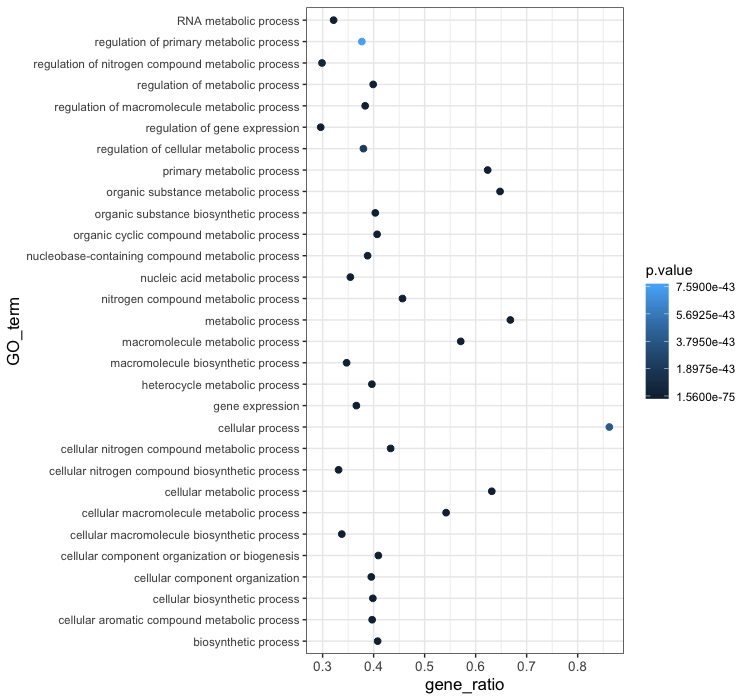 RNA metabolic process
regulation of primary metabolic process
regulation of nitrogen compound metabolic process
regulation of metabolic process
regulation of macromolecule metabolic process
regulation of gene expression
regulation of cellular metabolic process
primary metabolic process
organic substance metabolic process
organic substance biosynthetic process
organic cyclic compound metabolic process
nucleobase-containing compound metabolic process
nucleic acid metabolic process
nitrogen compound metabolic process
metabolic process
macromolecule metabolic process
macromolecule biosynthetic process
heterocycle metabolic process
gene expression
cellular process
cellular nitrogen compound metabolic process
cellular nitrogen compound biosynthetic process
cellular metabolic process
cellular macromolecule metabolic process
cellular macromolecule biosynthetic process
cellular component organization or biogenesis
cellular component organization
cellular biosynthetic process
cellular aromatic compound metabolic process
biosynthetic process
GO_term
0.3 0.4 0.5 0.6 0.7 0.8
gene_ratio
p.value
7.5900e-43
5.6925e-43
3.7950e-43
1.8975e-43
1.5600e-75